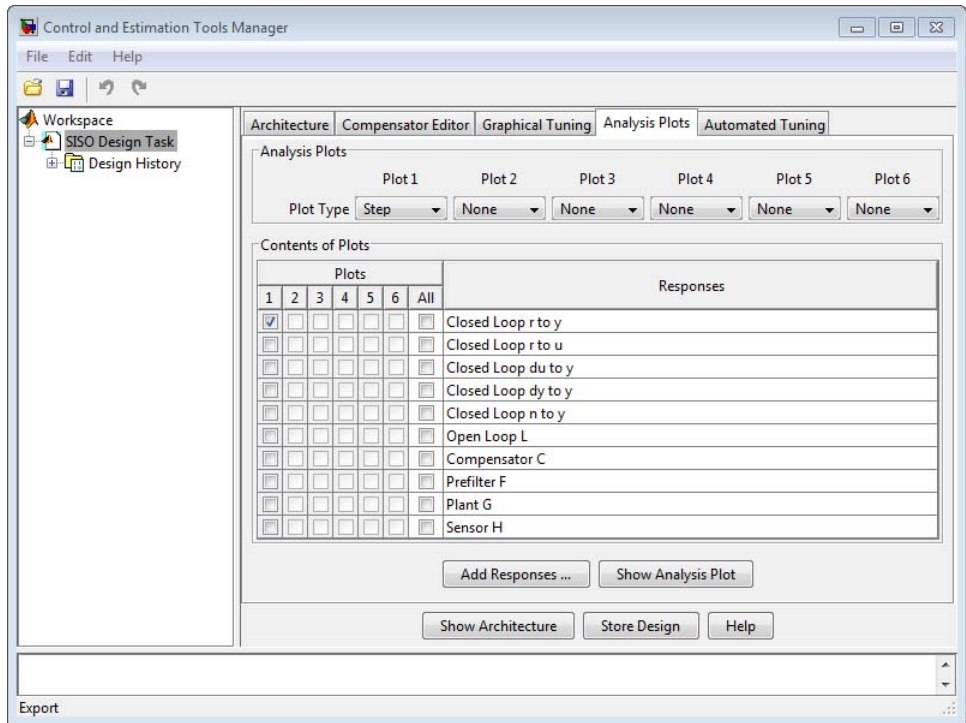 Control and Estimation Tools Manager
File Edit Help
Workspace
SISO Design Task
Design History
Architecture Compensator Editor Graphical Tuning Analysis Plots Automated Tuning
Analysis Plots
Plot 1 Plot 2 Plot 3 Plot 4 Plot 5 Plot 6
Plot Type Step None None None None None
Contents of Plots
Plots
Responses
1 2 3 4 5 6 All
Closed Loop r to y
Closed Loop r to u
Closed Loop du to y
Closed Loop dy to y
Closed Loop n to y
Open Loop L
Compensator C
Prefilter F
Plant G
Sensor H
Add Responses ... Show Analysis Plot
Show Architecture Store Design Help
Export